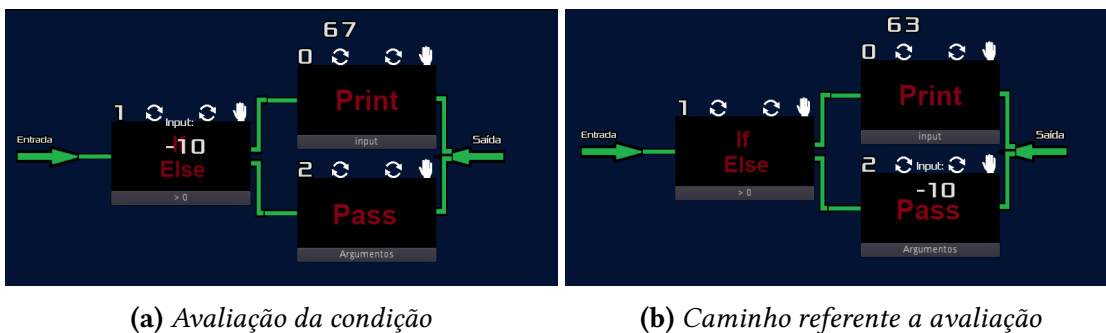 67
0
Print
input
1
Input:
-10
If
Else
> 0
Entrada
Saída
2
Pass
Argumentos
(a) Avaliação da condição
63
0
Print
input
1
If
Else
> 0
Entrada
Saída
2
Input:
-10
Pass
Argumentos
(b) Caminho referente a avaliação